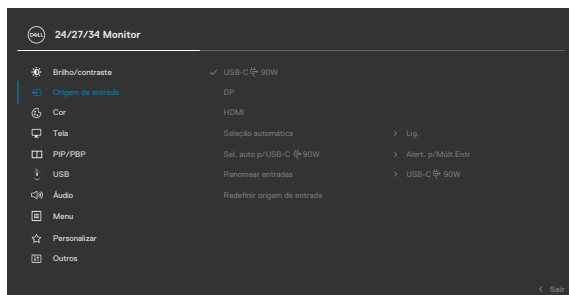 DELL 24/27/34 Monitor
Brilho/contraste USB-C 90W
Origem de entrada DP
Cor HDMI
Tela Seleção automática Lig.
PIP/PBP Sel. auto p/USB-C 90W Alert. p/Múlt.Entr
USB Renomear entradas USB-C 90W
Áudio Redefinir origem de entrada
Menu
Personalizar
Outros
Sair